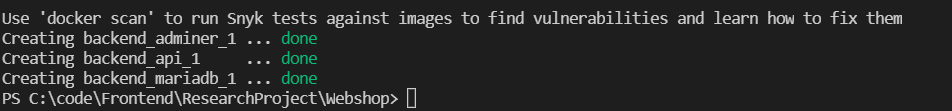 Use 'docker scan' to run Snyk tests against images to find vulnerabilities and learn how to fix them
Creating backend_adminer_1 ... done
Creating backend_api_1     ... done
Creating backend_mariadb_1 ... done
PS C:\code\Frontend\ResearchProject\Webshop>